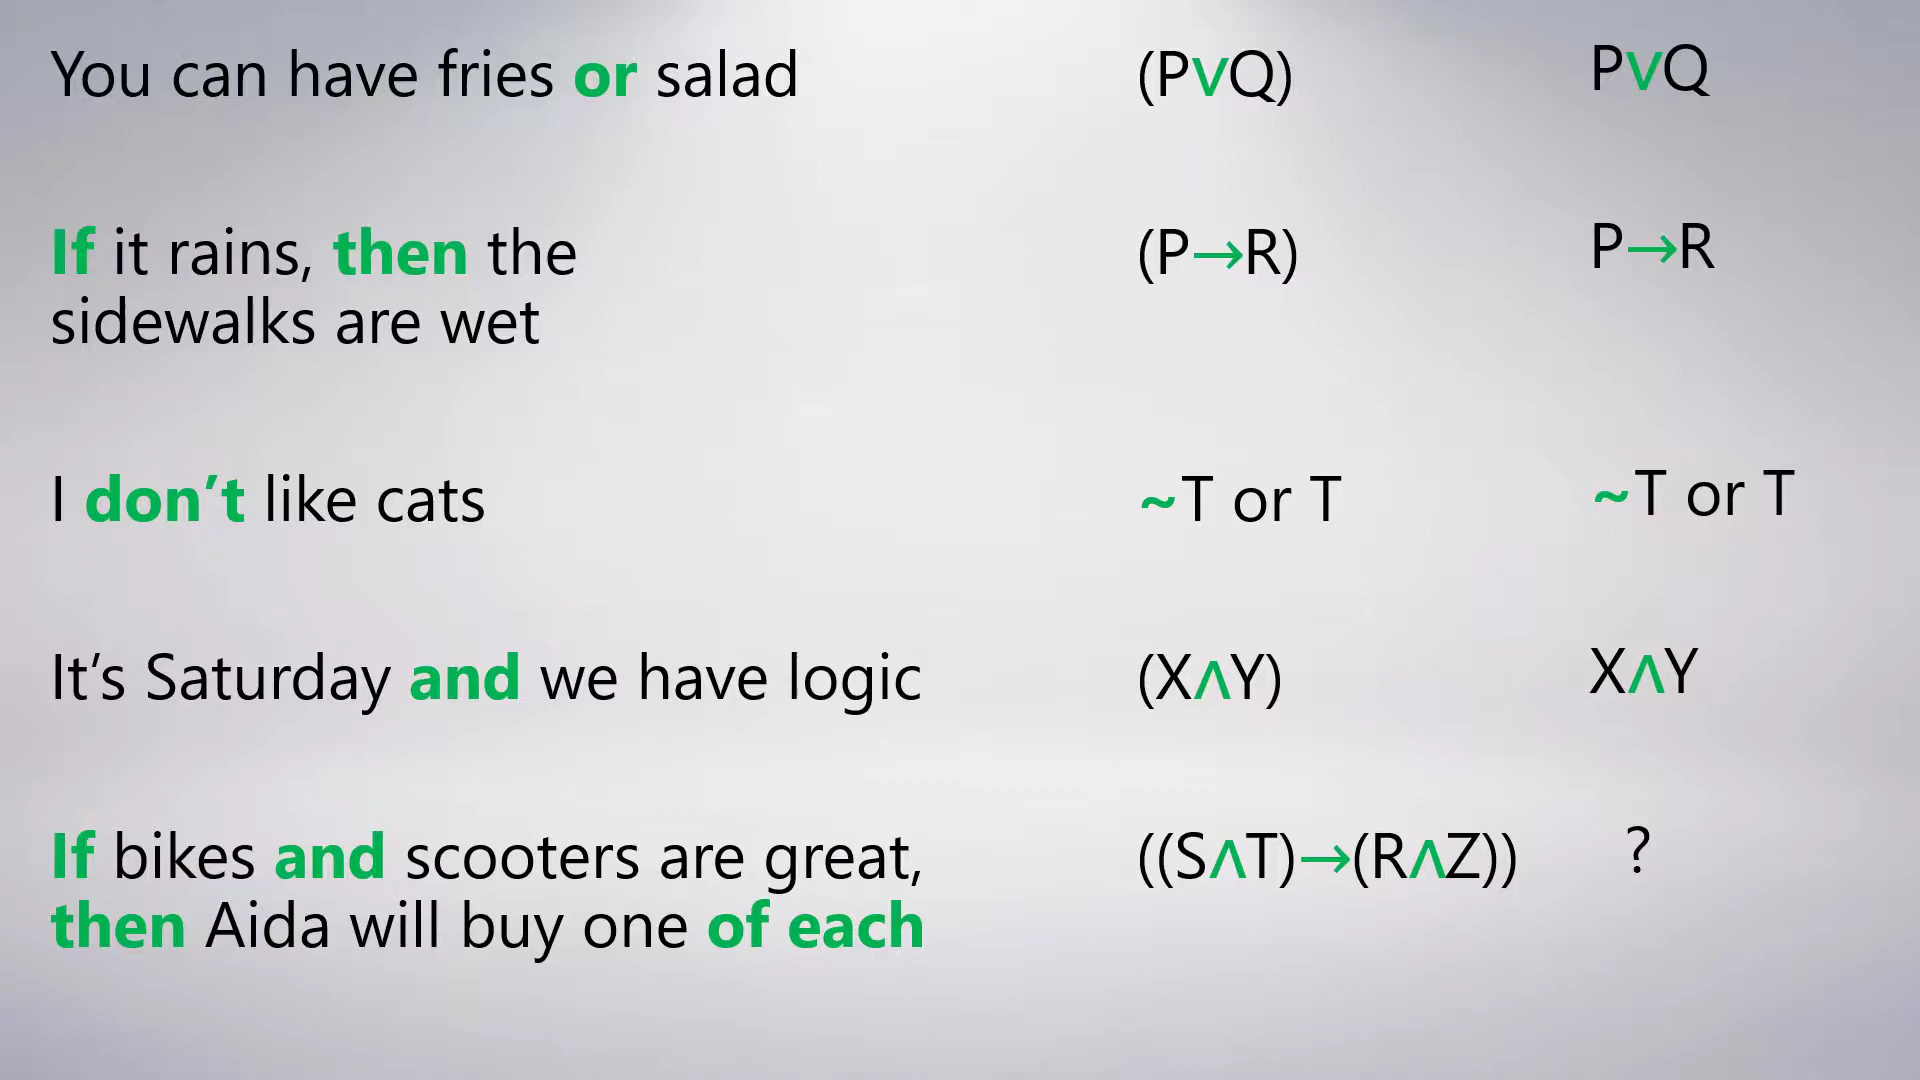 You can have fries or salad (P∨Q) P∨Q
If it rains, then the (P→R) P→R
sidewalks are wet
I don’t like cats ~T or T ~T or T
It’s Saturday and we have logic (X∧Y) X∧Y
If bikes and scooters are great, ((S∧T)→(R∧Z)) ?
then Aida will buy one of each